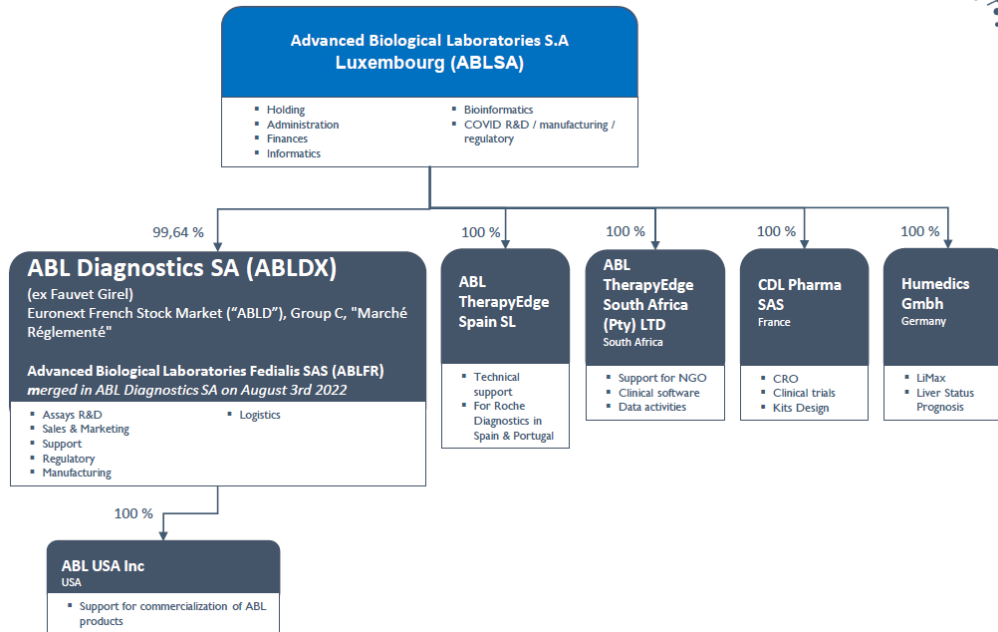 Advanced Biological Laboratories S.A
Luxembourg (ABLSA)
▪ Holding
▪ Administration
▪ Finances
▪ Informatics
▪ Bioinformatics
▪ COVID R&D / manufacturing /
regulatory
99,64 %
100 %
100 %
100 %
100 %
ABL Diagnostics SA (ABLDX)
(ex Fauvet Girel)
Euronext French Stock Market (“ABLD”), Group C, "Marché
Réglementé"
Advanced Biological Laboratories Fedialis SAS (ABLFR)
merged in ABL Diagnostics SA on August 3rd 2022
▪ Assays R&D
▪ Sales & Marketing
▪ Support
▪ Regulatory
▪ Manufacturing
▪ Logistics
ABL
TherapyEdge
Spain SL
▪ Technical
support
▪ For Roche
Diagnostics in
Spain & Portugal
ABL
TherapyEdge
South Africa
(Pty) LTD
South Africa
▪ Support for NGO
▪ Clinical software
▪ Data activities
CDL Pharma
SAS
France
▪ CRO
▪ Clinical trials
▪ Kits Design
Humedics
Gmbh
Germany
▪ LiMax
▪ Liver Status
Prognosis
100 %
ABL USA Inc
USA
▪ Support for commercialization of ABL
products